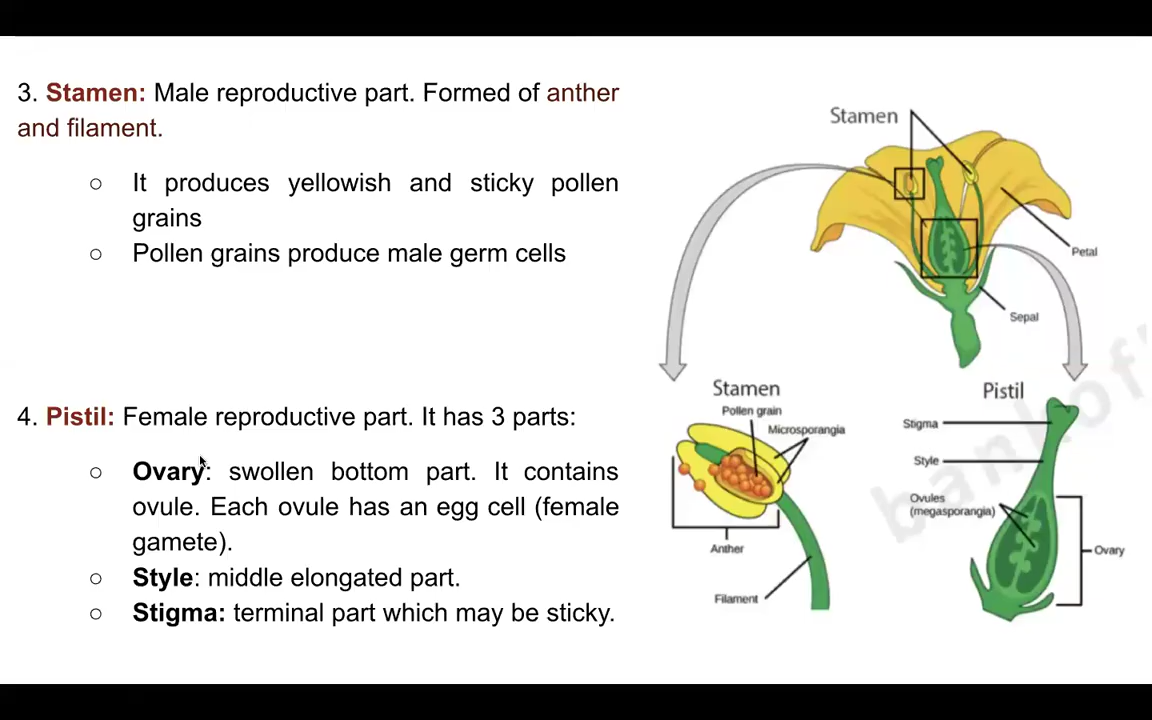 3. Stamen: Male reproductive part. Formed of anther
and filament.
○ It produces yellowish and sticky pollen
grains
○ Pollen grains produce male germ cells
4. Pistil: Female reproductive part. It has 3 parts:
○ Ovary: swollen bottom part. It contains
ovule. Each ovule has an egg cell (female
gamete).
○ Style: middle elongated part.
○ Stigma: terminal part which may be sticky.
Stamen
Petal
Sepal
Stamen
Pollen grain
Microsporangia
Anther
Filament
Pistil
Stigma
Style
Ovules
(megasporangia)
Ovary
bankof